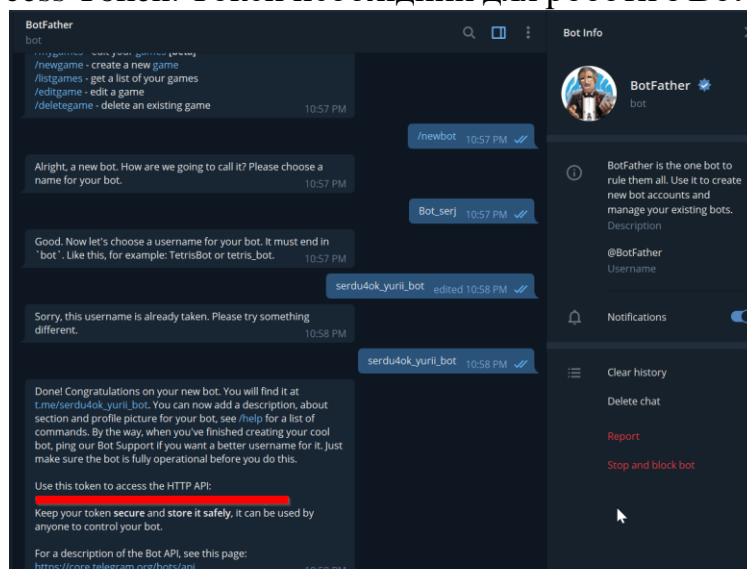 BotFather
bot
/newgame - create a new game
/listgames - get a list of your games
/editgame - edit a game
/deletegame - delete an existing game
10:57 PM
/newbot 10:57 PM
Alright, a new bot. How are we going to call it? Please choose a
name for your bot.
10:57 PM
Bot_serj 10:57 PM
Good. Now let's choose a username for your bot. It must end in
`bot`. Like this, for example: TetrisBot or tetris_bot.
10:57 PM
serdu4ok_yurii_bot edited 10:58 PM
Sorry, this username is already taken. Please try something
different.
10:58 PM
serdu4ok_yurii_bot 10:58 PM
Done! Congratulations on your new bot. You will find it at
t.me/serdu4ok_yurii_bot. You can now add a description, about
section and profile picture for your bot, see /help for a list of
commands. By the way, when you've finished creating your cool
bot, ping our Bot Support if you want a better username for it. Just
make sure the bot is fully operational before you do this.
Use this token to access the HTTP API:
Keep your token secure and store it safely, it can be used by
anyone to control your bot.
For a description of the Bot API, see this page:
https://core.telegram.org/bots/api
Bot Info
BotFather
bot
BotFather is the one bot to
rule them all. Use it to create
new bot accounts and
manage your existing bots.
Description
@BotFather
Username
Notifications
Clear history
Delete chat
Report
Stop and block bot